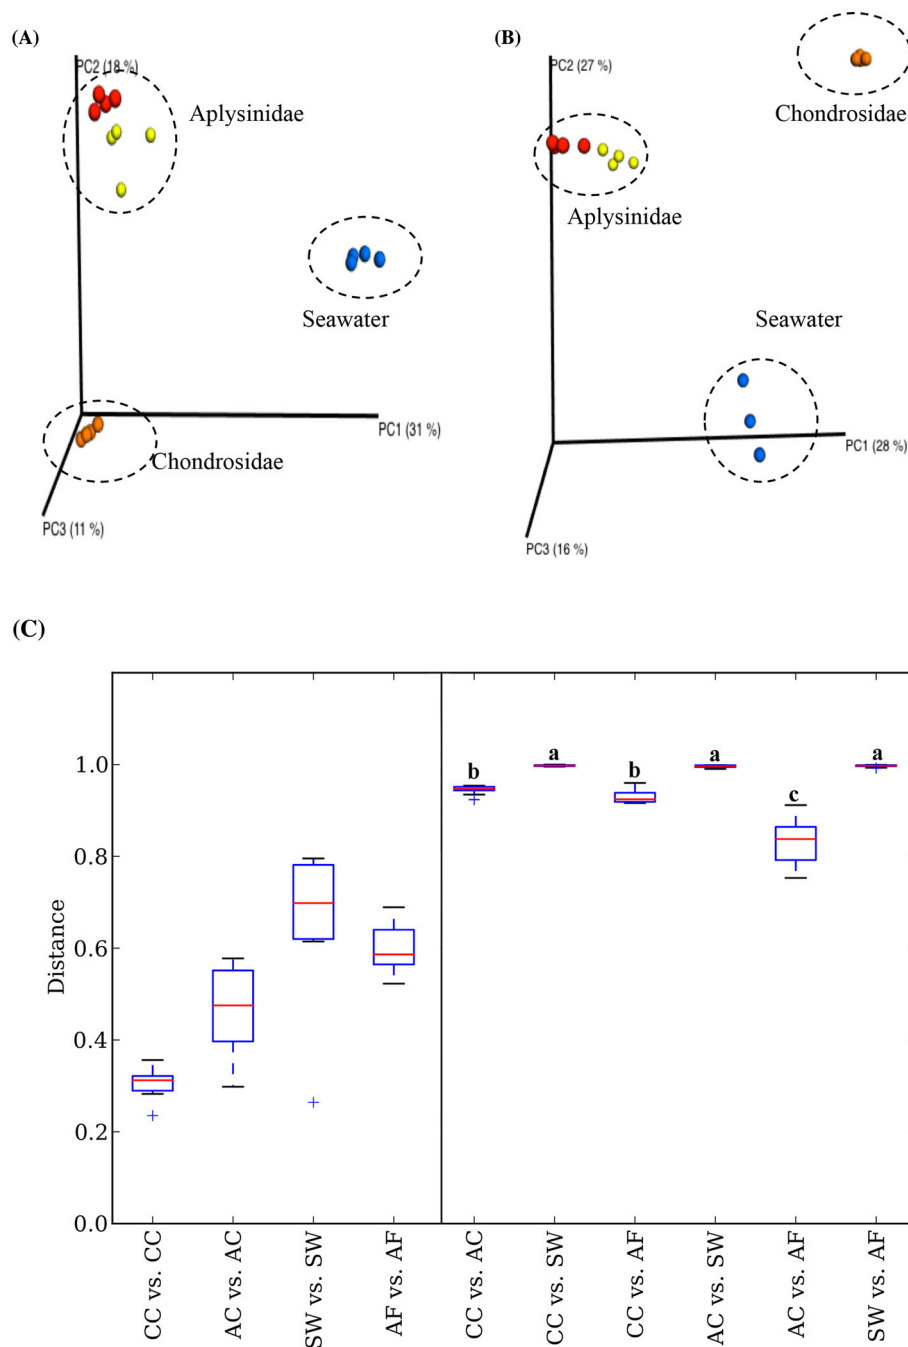 (A)
PC2 (18 %)
Aplysinidae
Seawater
PC1 (31 %)
Chondrosidae
PC3 (11 %)
(B)
PC2 (27 %)
Chondrosidae
Aplysinidae
Seawater
PC1 (28 %)
PC3 (16 %)
(C)
Distance
1.0
0.8
0.6
0.4
0.2
0.0
b
a
b
a
c
a
CC vs. CC
AC vs. AC
SW vs. SW
AF vs. AF
CC vs. AC
CC vs. SW
CC vs. AF
AC vs. SW
AC vs. AF
SW vs. AF